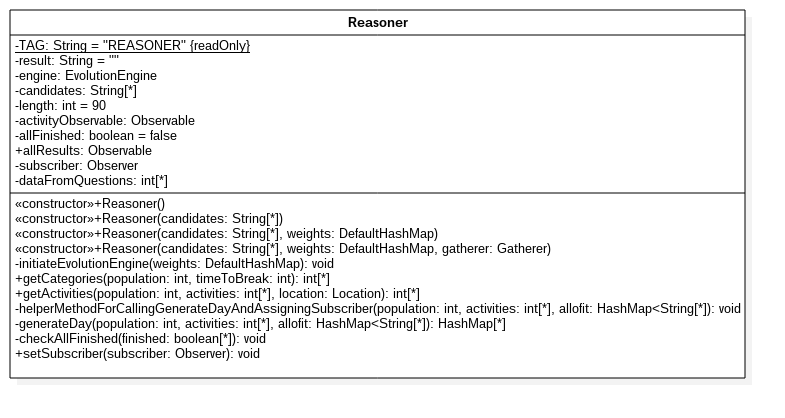 Reasoner
-TAG: String = "REASONER" {readOnly}
-result: String = ""
-engine: EvolutionEngine
-candidates: String[*]
-length: int = 90
-activityObservable: Observable
-allFinished: boolean = false
+allResults: Observable
-subscriber: Observer
-dataFromQuestions: int[*]
«constructor»+Reasoner()
«constructor»+Reasoner(candidates: String[*])
«constructor»+Reasoner(candidates: String[*], weights: DefaultHashMap)
«constructor»+Reasoner(candidates: String[*], weights: DefaultHashMap, gatherer: Gatherer)
-initiateEvolutionEngine(weights: DefaultHashMap): void
+getCategories(population: int, timeToBreak: int): int[*]
+getActivities(population: int, activities: int[*], location: Location): int[*]
-helperMethodForCallingGenerateDayAndAssigningSubscriber(population: int, activities: int[*], allofit: HashMap<String[*]): void
-generateDay(population: int, activities: int[*], allofit: HashMap<String[*]): HashMap[*]
-checkAllFinished(finished: boolean[*]): void
+setSubscriber(subscriber: Observer): void